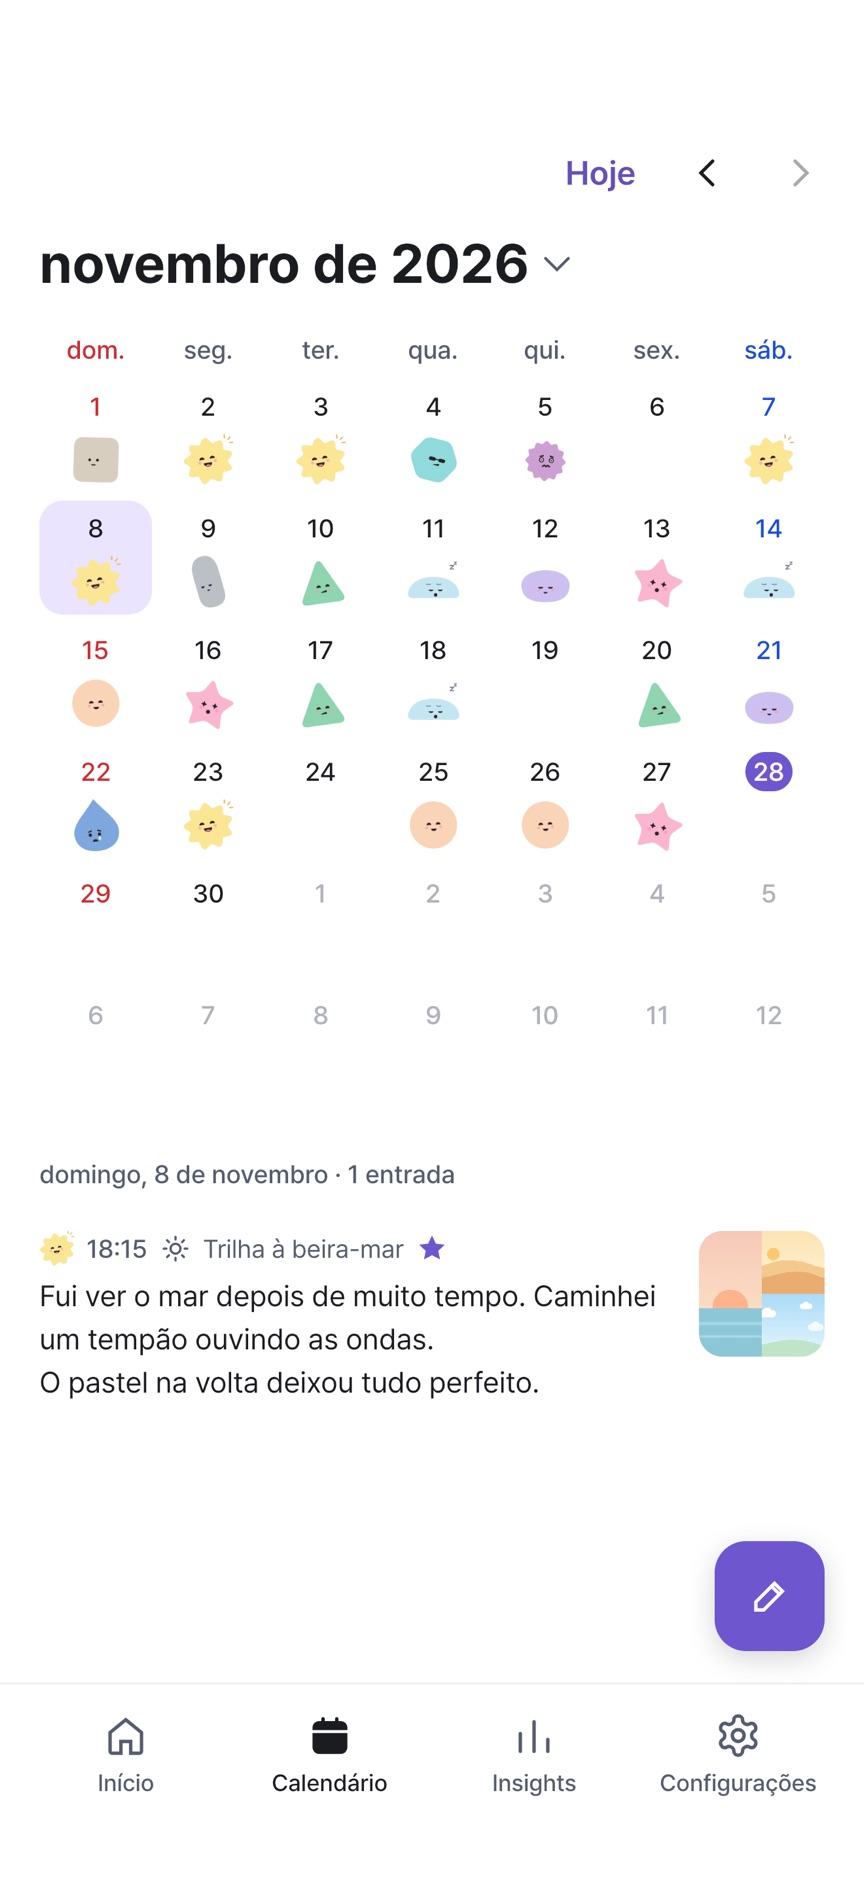 Hoje
novembro de 2026
dom. seg. ter. qua. qui. sex. sáb.
1 2 3 4 5 6 7
8 9 10 11 12 13 14
15 16 17 18 19 20 21
22 23 24 25 26 27 28
29 30 1 2 3 4 5
6 7 8 9 10 11 12
domingo, 8 de novembro · 1 entrada
18:15 Trilha à beira-mar
Fui ver o mar depois de muito tempo. Caminhei
um tempão ouvindo as ondas.
O pastel na volta deixou tudo perfeito.
Início Calendário Insights Configurações